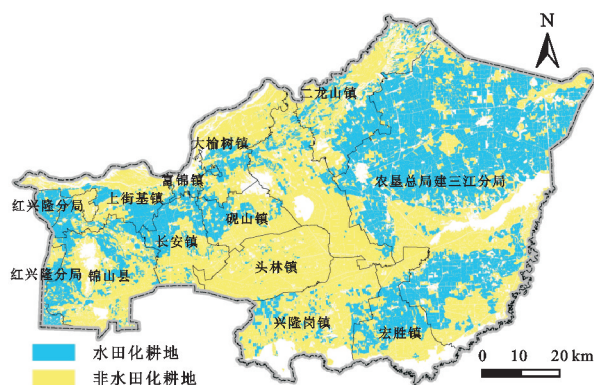 N
二龙山镇
大榆树镇
富锦镇
农垦总局建三江分局
红兴隆分局
上街基镇
砚山镇
长安镇
头林镇
红兴隆分局
锦山县
兴隆岗镇
宏胜镇
水田化耕地
非水田化耕地
0 10 20 km